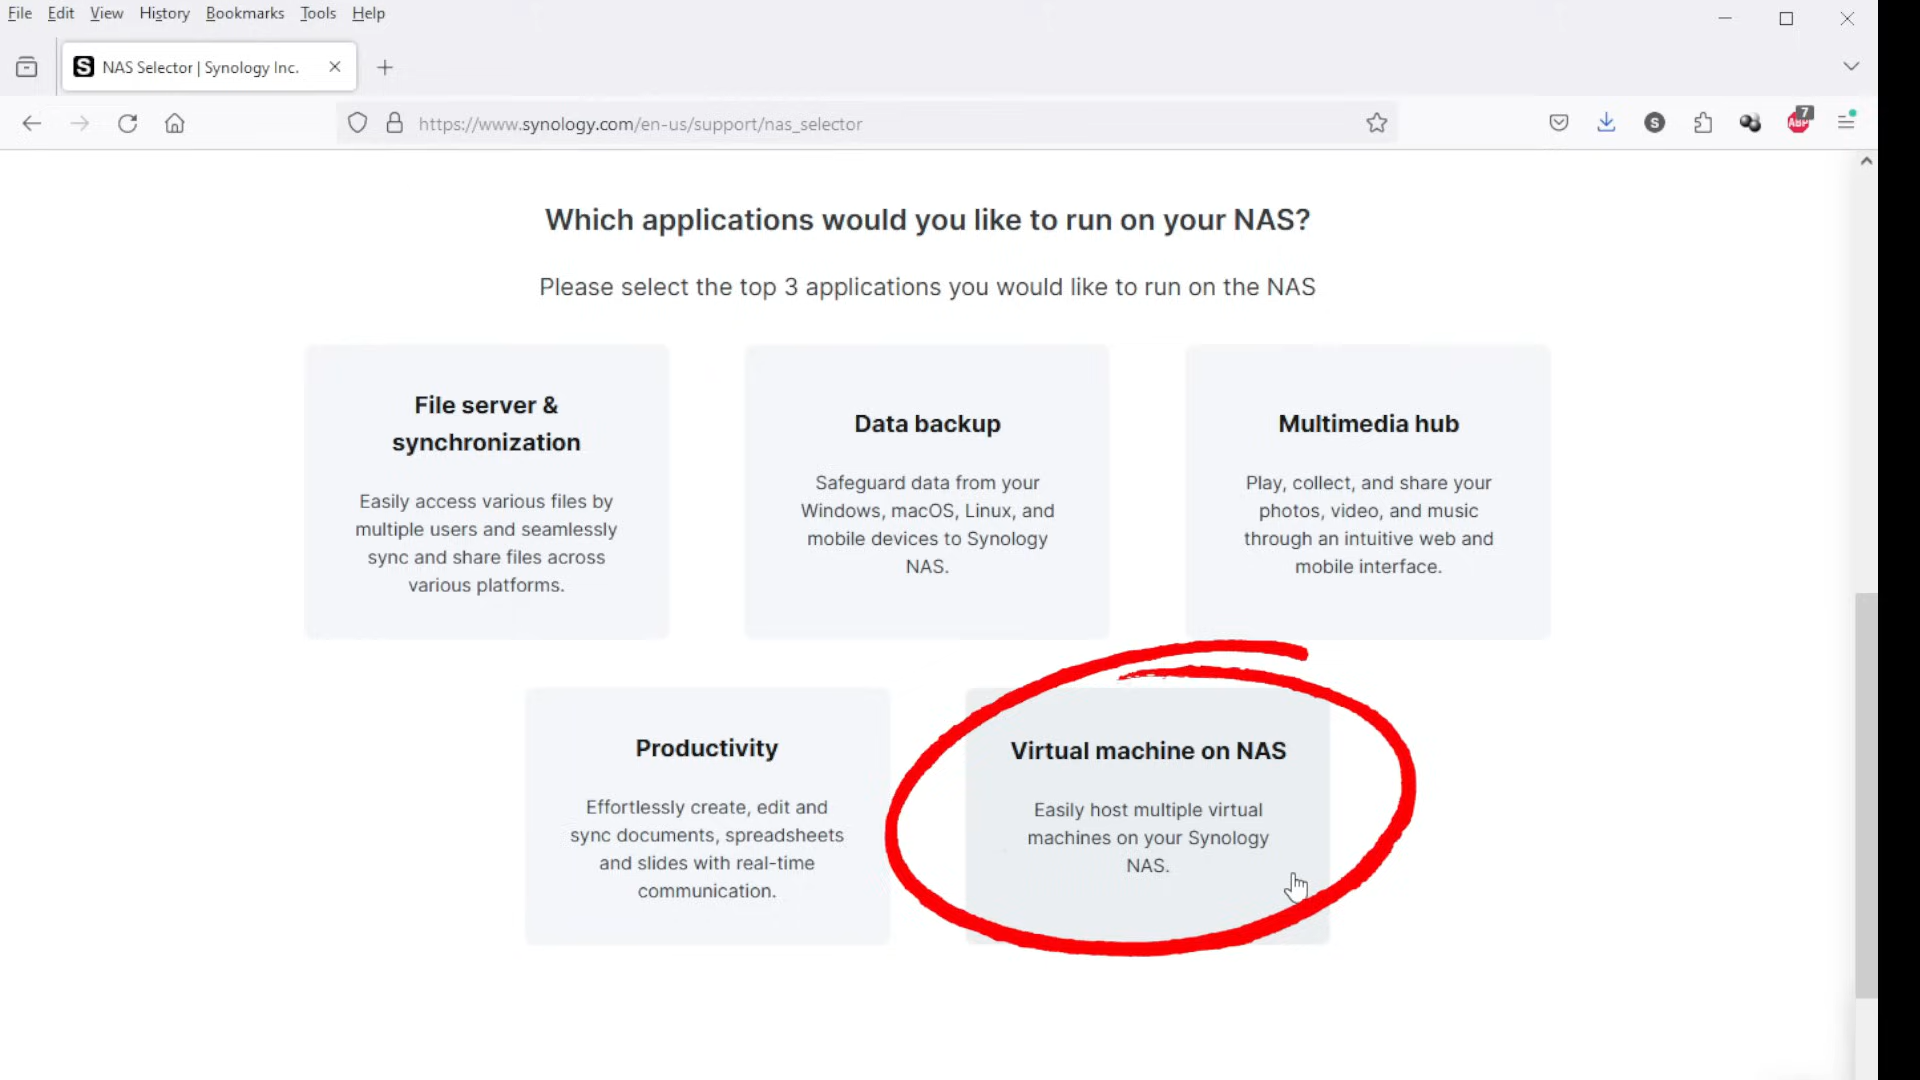 File Edit View History Bookmarks Tools Help
NAS Selector | Synology Inc.
https://www.synology.com/en-us/support/nas_selector
S
7
ABP
Which applications would you like to run on your NAS?
Please select the top 3 applications you would like to run on the NAS
File server &
synchronization
Easily access various files by
multiple users and seamlessly
sync and share files across
various platforms.
Data backup
Safeguard data from your
Windows, macOS, Linux, and
mobile devices to Synology
NAS.
Multimedia hub
Play, collect, and share your
photos, video, and music
through an intuitive web and
mobile interface.
Productivity
Effortlessly create, edit and
sync documents, spreadsheets
and slides with real-time
communication.
Virtual machine on NAS
Easily host multiple virtual
machines on your Synology
NAS.